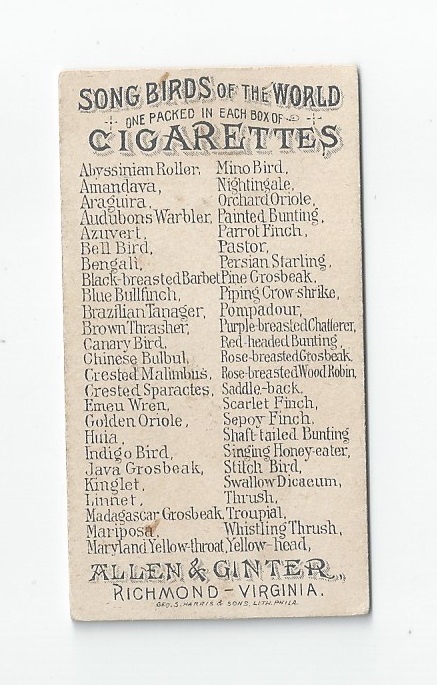 SONG BIRDS OF THE WORLD
ONE PACKED IN EACH BOX OF
CIGARETTES
Abyssinian Roller, Mino Bird,
Amandava, Nightingale,
Araguira, Orchard Oriole,
Audubons Warbler, Painted Bunting,
Azuvert, Parrot Finch,
Bell Bird, Pastor,
Bengali, Persian Starling,
Black-breasted Barbet Pine Grosbeak.
Blue Bullfinch, Piping Crow-shrike,
Brazilian Tanager, Pompadour,
Brown Thrasher, Purple-breasted Chatterer,
Canary Bird, Red-headed Bunting,
Chinese Bulbul, Rose-breasted Grosbeak.
Crested Malimbus, Rose-breasted Wood Robin,
Crested Sparactes, Saddle-back.
Emeu Wren, Scarlet Finch,
Golden Oriole, Sepoy Finch,
Huia, Shaft-tailed Bunting
Indigo Bird, Singing Honey-eater,
Java Grosbeak, Stitch Bird,
Kinglet, Swallow Dicaeum,
Linnet, Thrush,
Madagascar Grosbeak, Troupial,
Mariposa, Whistling Thrush,
Maryland Yellow-throat, Yellow-head,
ALLEN & GINTER,
RICHMOND - VIRGINIA.
GEO. S. HARRIS & SONS, LITH. PHILA.